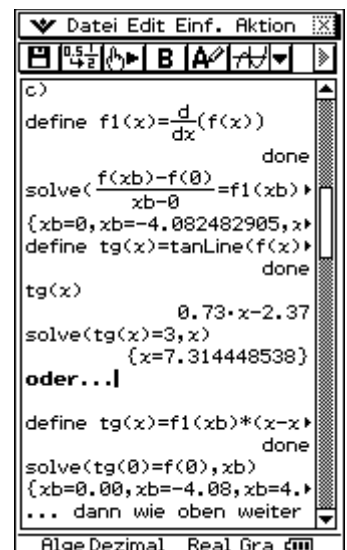 Datei Edit Einf. Aktion
B
c)
define f1(x)=d/dx(f(x))
done
solve((f(xb)-f(0))/(xb-0)=f1(xb)
{xb=0,xb=-4.082482905,x
define tg(x)=tanLine(f(x)
done
tg(x)
0.73·x-2.37
solve(tg(x)=3,x)
{x=7.314448538}
oder...
define tg(x)=f1(xb)*(x-x
done
solve(tg(0)=f(0),xb)
{xb=0.00,xb=-4.08,xb=4.
... dann wie oben weiter
Alge Dezimal Real Gra